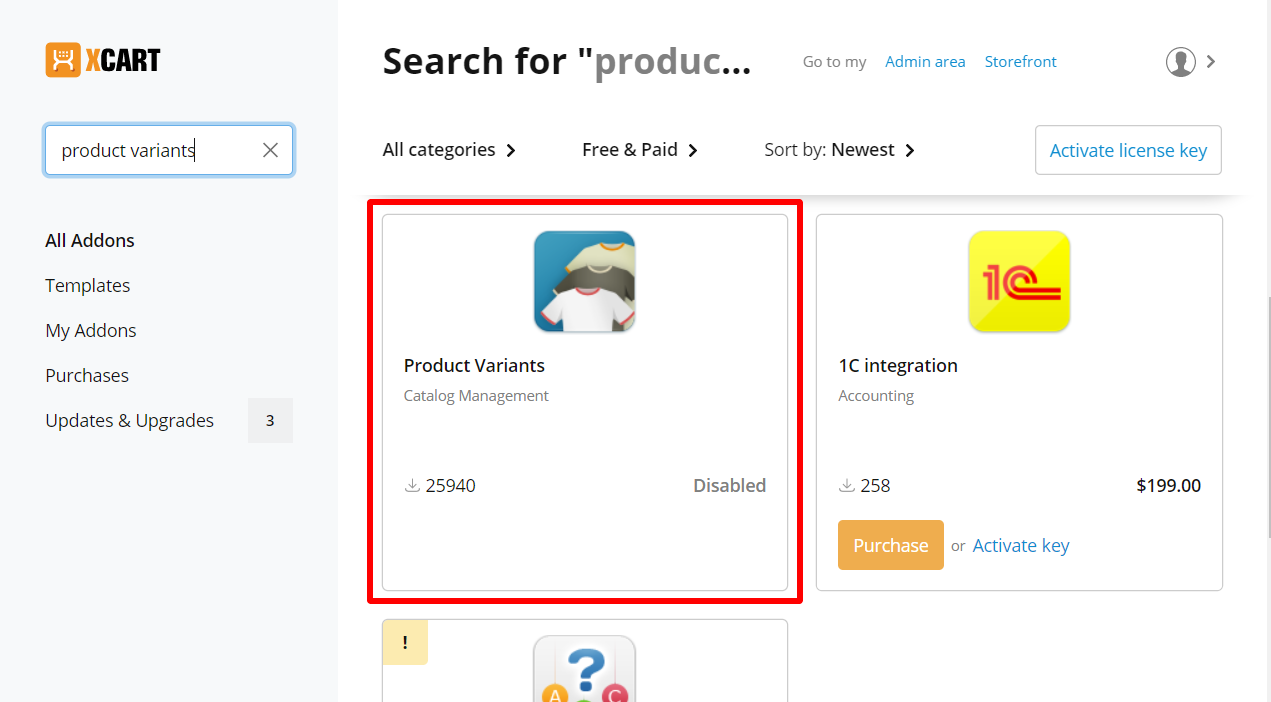 XCART
product variants
All Addons
Templates
My Addons
Purchases
Updates & Upgrades 3
Search for "produc...
Go to my Admin area Storefront
All categories Free & Paid Sort by: Newest Activate license key
Product Variants
Catalog Management
25940 Disabled
1C
1C integration
Accounting
258 $199.00
Purchase or Activate key
!
?
A C